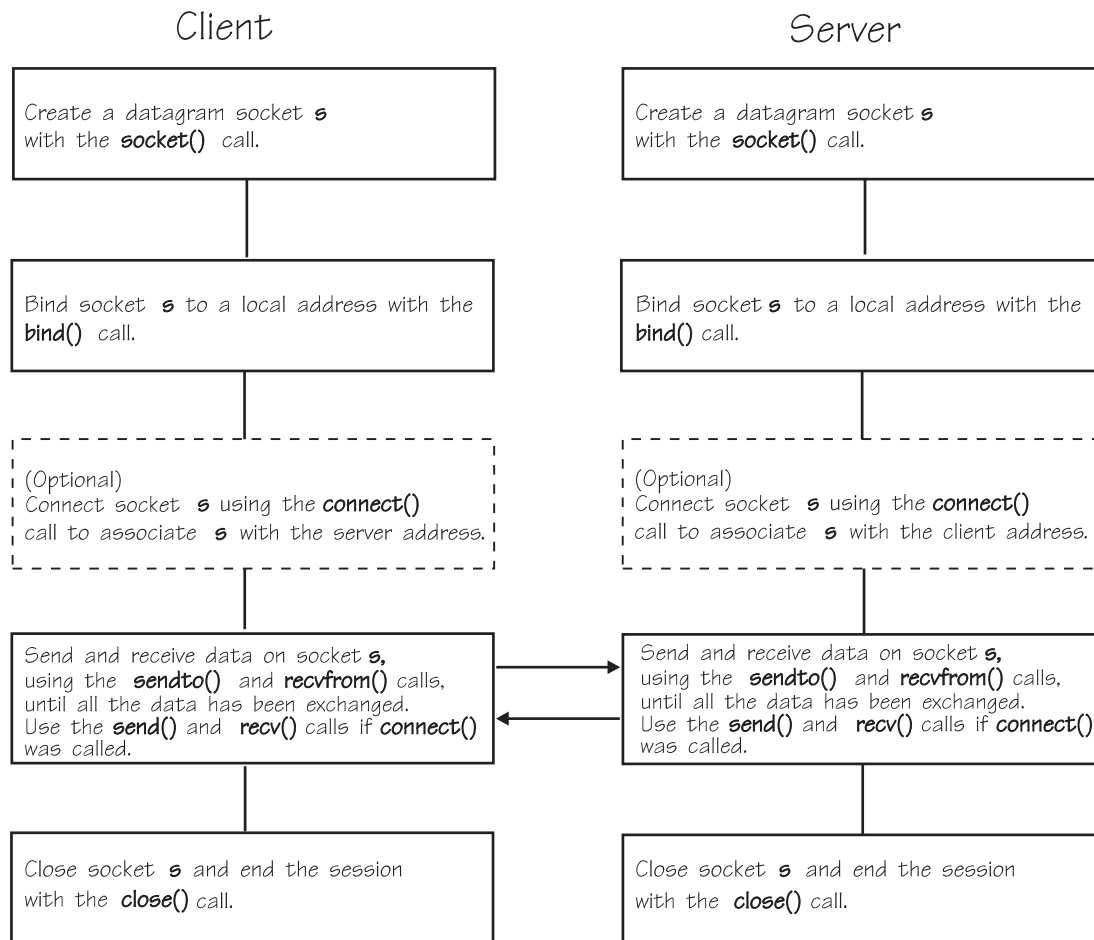 Client
Create a datagram socket s
with the socket() call.
Bind socket s to a local address with the
bind() call.
(Optional)
Connect socket s using the connect()
call to associate s with the server address.
Send and receive data on socket s,
using the sendto() and recvfrom() calls,
until all the data has been exchanged.
Use the send() and recv() calls if connect()
was called.
Close socket s and end the session
with the close() call.
Server
Create a datagram socket s
with the socket() call.
Bind socket s to a local address with the
bind() call.
(Optional)
Connect socket s using the connect()
call to associate s with the client address.
Send and receive data on socket s,
using the sendto() and recvfrom() calls,
until all the data has been exchanged.
Use the send() and recv() calls if connect()
was called.
Close socket s and end the session
with the close() call.